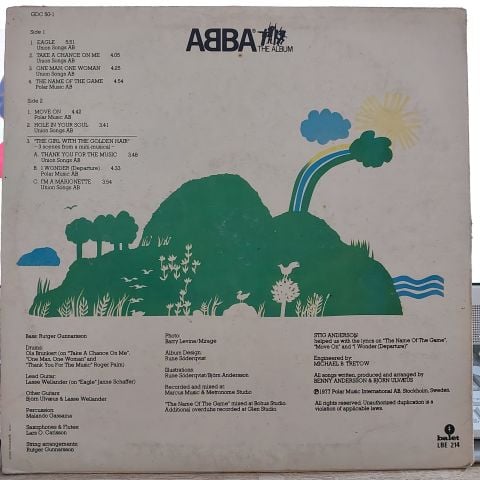 GDC 50-1
ABBA® THE ALBUM
Side 1
1. EAGLE 5:51
Union Songs AB
2. TAKE A CHANCE ON ME 4:05
Union Songs AB
3. ONE MAN, ONE WOMAN 4:25
Union Songs AB
4. THE NAME OF THE GAME 4:54
Polar Music AB
Side 2
1. MOVE ON 4:42
Polar Music AB
2. HOLE IN YOUR SOUL 3:41
Union Songs AB
3. "THE GIRL WITH THE GOLDEN HAIR"
– 3 scenes from a mini-musical –
A. THANK YOU FOR THE MUSIC 3:48
Union Songs AB
B. I WONDER (Departure) 4:33
Polar Music AB
C. I'M A MARIONETTE 3:54
Union Songs AB
Bass: Rutger Gunnarsson
Drums:
Ola Brunkert (on "Take A Chance On Me",
"One Man, One Woman" and
"Thank You For The Music" Roger Palm)
Lead Guitar:
Lasse Wellander (on "Eagle" Janne Schaffer)
Other Guitars:
Björn Ulvaeus & Lasse Wellander
Percussion:
Malando Gassama
Saxophones & Flutes:
Lars O. Carlsson
String arrangements:
Rutger Gunnarsson
Photo:
Barry Levine/Mirage
Album Design:
Rune Söderqvist
Illustrations:
Rune Söderqvist/Björn Andersson
Recorded and mixed at
Marcus Music & Metronome Studio
"The Name Of The Game" mixed at Bohus Studio
Additional overdubs recorded at Glen Studio.
STIG ANDERSON:
helped us with the lyrics on "The Name Of The Game",
"Move On" and "I Wonder (Departure)".
Engineered by:
MICHAEL B TRETOW
All songs written, produced and arranged by
BENNY ANDERSSON & BJÖRN ULVAEUS
℗ 1977 Polar Music International AB. Stockholm, Sweden.
All rights reserved. Unauthorized duplication is a
violation of applicable laws.
balet
LBE 214